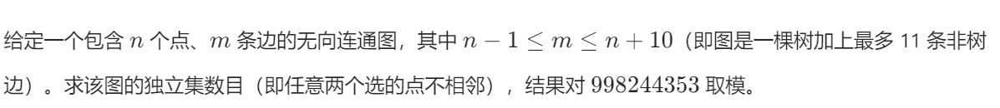 给定一个包含 n 个点、m 条边的无向连通图，其中 n − 1 ≤ m ≤ n + 10（即图是一棵树加上最多 11 条非树
边）。求该图的独立集数目（即任意两个选的点不相邻），结果对 998244353 取模。